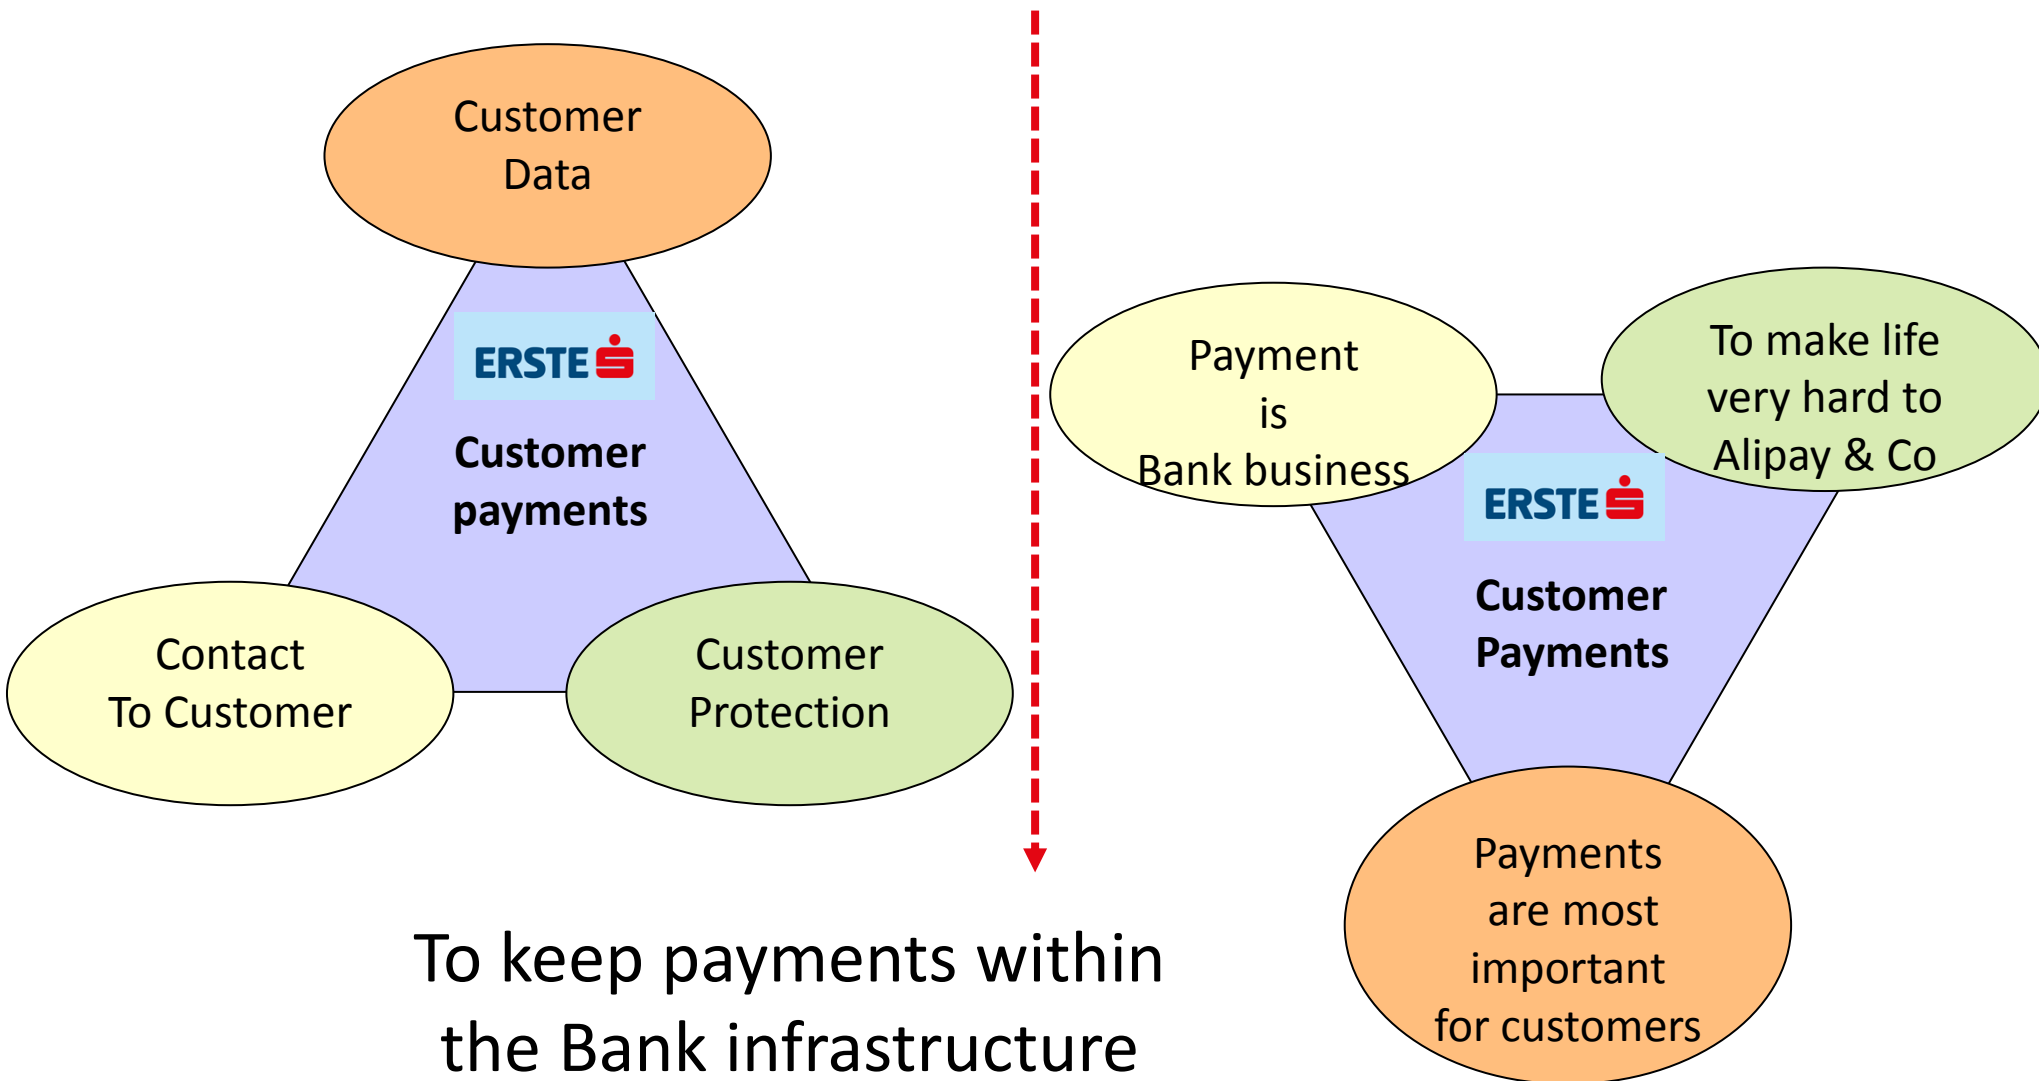 Customer
Data
ERSTE
Customer
payments
Contact
To Customer
Customer
Protection
Payment
is
Bank business
To make life
very hard to
Alipay & Co
ERSTE
Customer
Payments
Payments
are most
important
for customers
To keep payments within
the Bank infrastructure